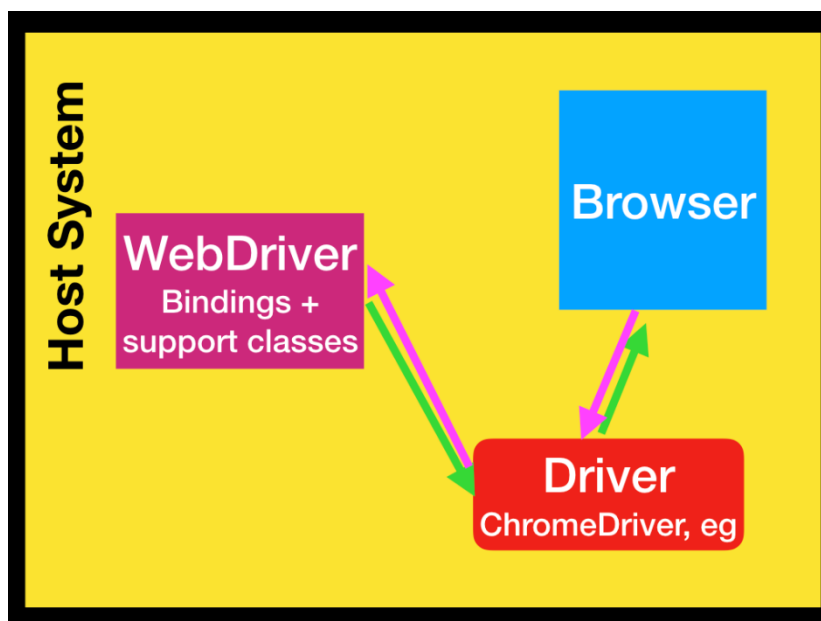 Host System
WebDriver
Bindings +
support classes
Browser
Driver
ChromeDriver, eg